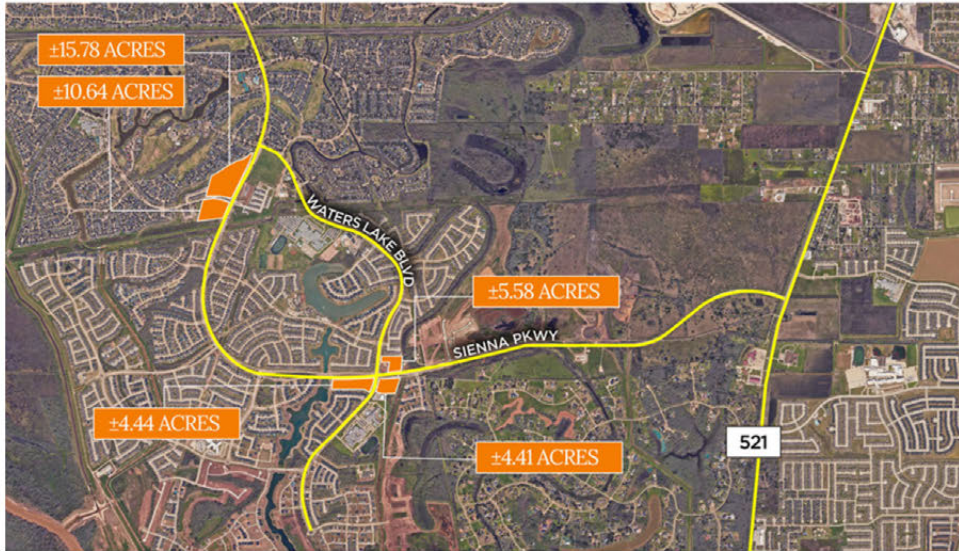 ±15.78 ACRES
±10.64 ACRES
WATERS LAKE BLVD
±5.58 ACRES
SIENNA PKWY
±4.44 ACRES
521
±4.41 ACRES